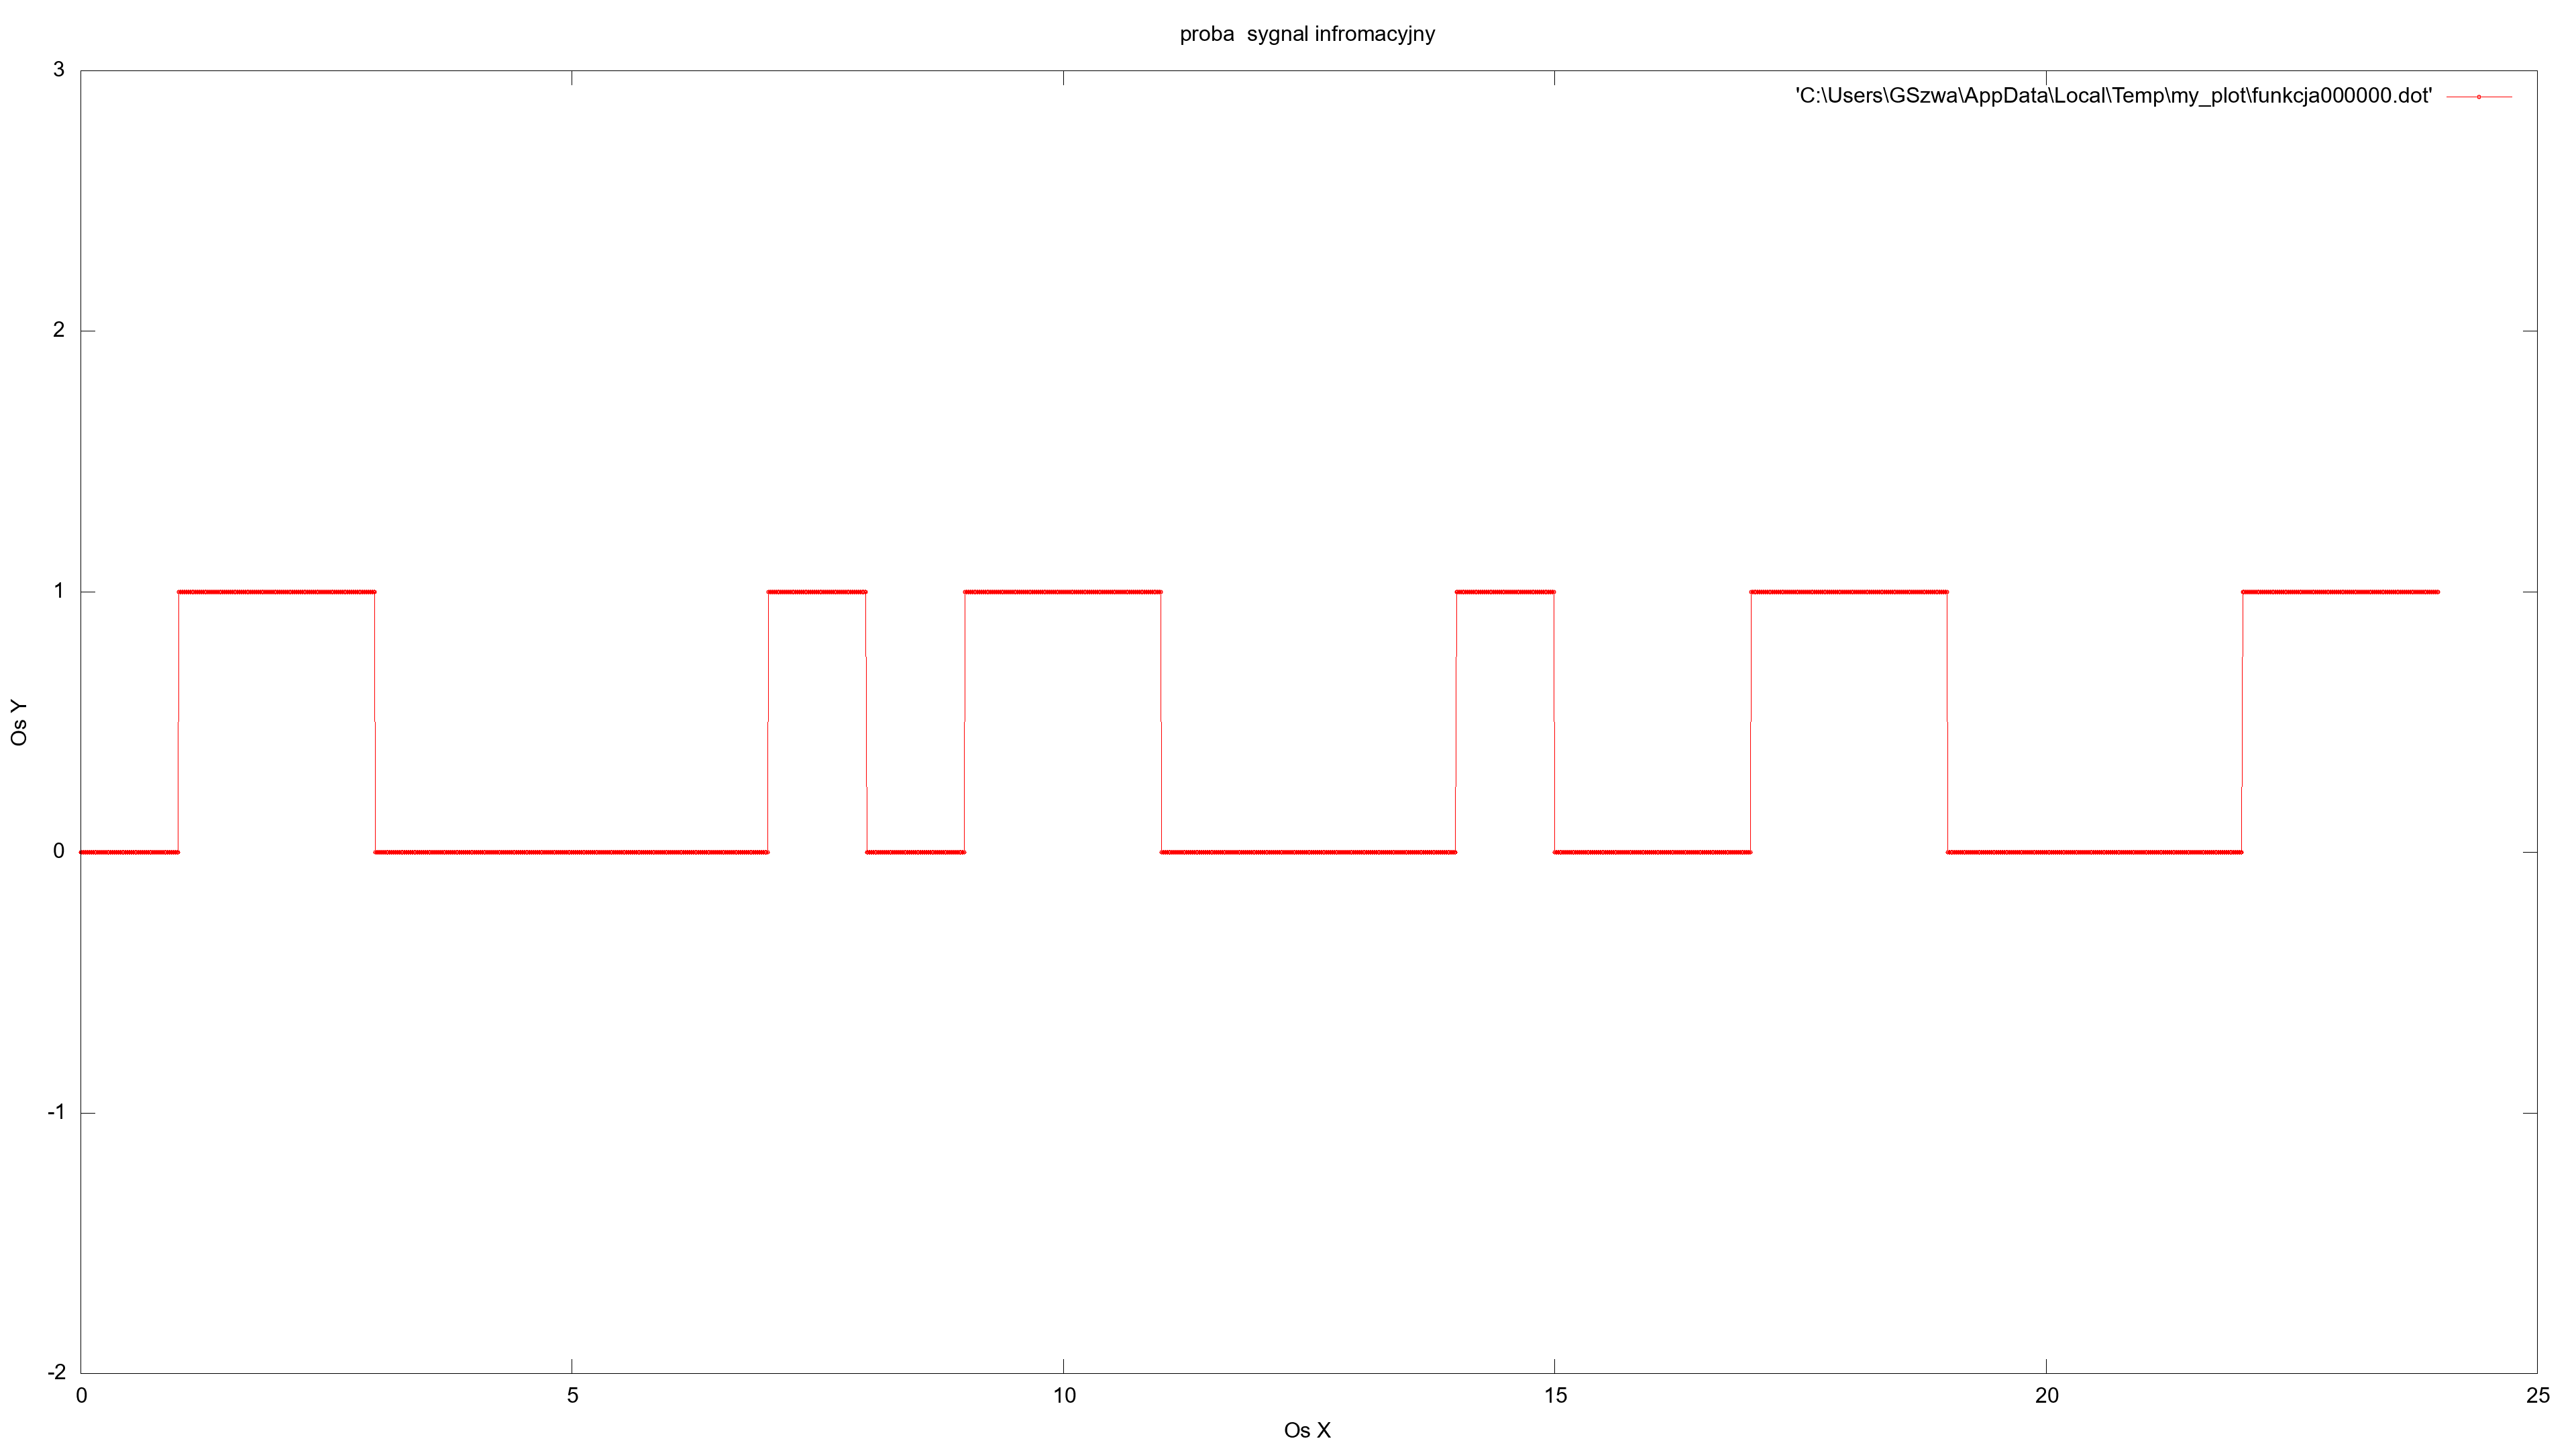 proba  sygnal infromacyjny
3
'C:\Users\GSzwa\AppData\Local\Temp\my_plot\funkcja000000.dot'
2
1
Os Y
0
-1
-2
0 5 10 15 20 25
Os X